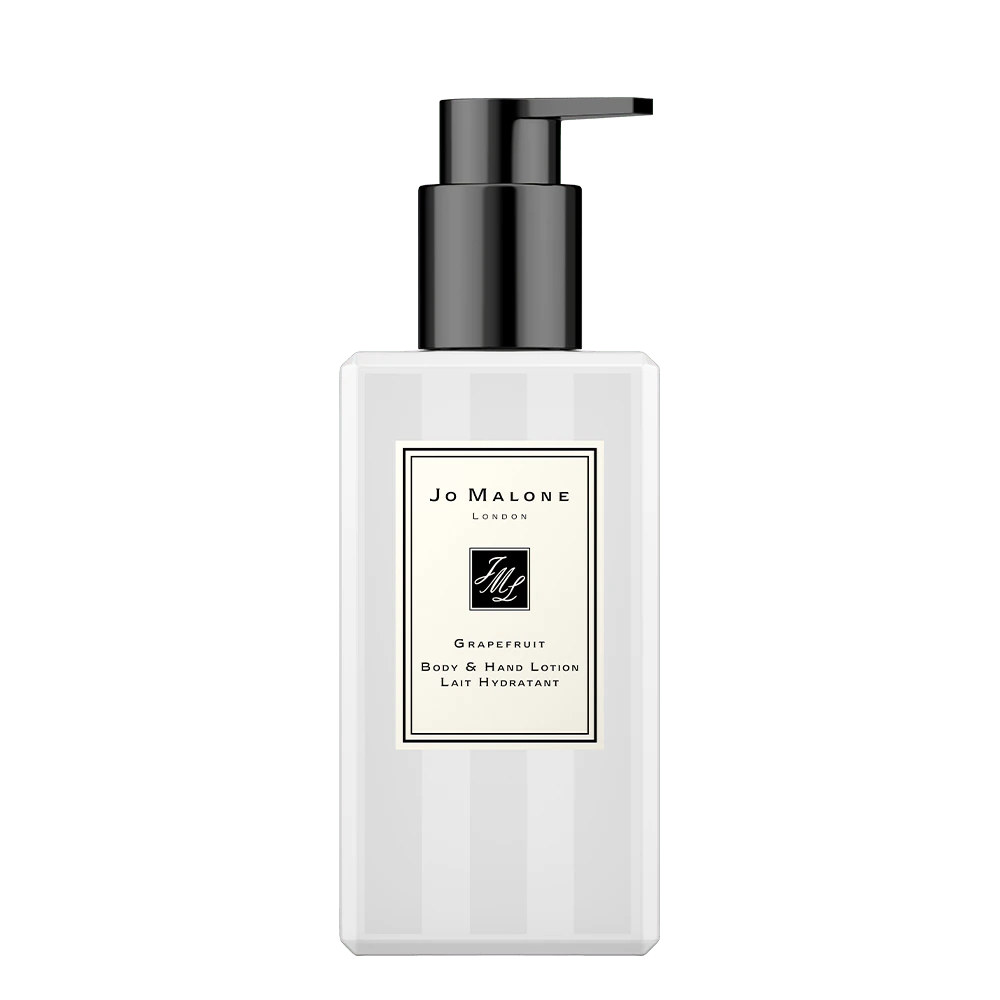 Jo Malone
London
JML
Grapefruit
Body & Hand Lotion
Lait Hydratant